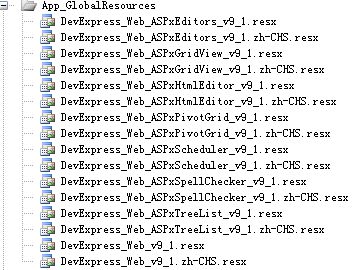 App_GlobalResources
DevExpress_Web_ASPxEditors_v9_1.resx
DevExpress_Web_ASPxEditors_v9_1.zh-CHS.resx
DevExpress_Web_ASPxGridView_v9_1.resx
DevExpress_Web_ASPxGridView_v9_1.zh-CHS.resx
DevExpress_Web_ASPxHtmlEditor_v9_1.resx
DevExpress_Web_ASPxHtmlEditor_v9_1.zh-CHS.resx
DevExpress_Web_ASPxPivotGrid_v9_1.resx
DevExpress_Web_ASPxPivotGrid_v9_1.zh-CHS.resx
DevExpress_Web_ASPxScheduler_v9_1.resx
DevExpress_Web_ASPxScheduler_v9_1.zh-CHS.resx
DevExpress_Web_ASPxSpellChecker_v9_1.resx
DevExpress_Web_ASPxSpellChecker_v9_1.zh-CHS.resx
DevExpress_Web_ASPxTreeList_v9_1.resx
DevExpress_Web_ASPxTreeList_v9_1.zh-CHS.resx
DevExpress_Web_v9_1.resx
DevExpress_Web_v9_1.zh-CHS.resx